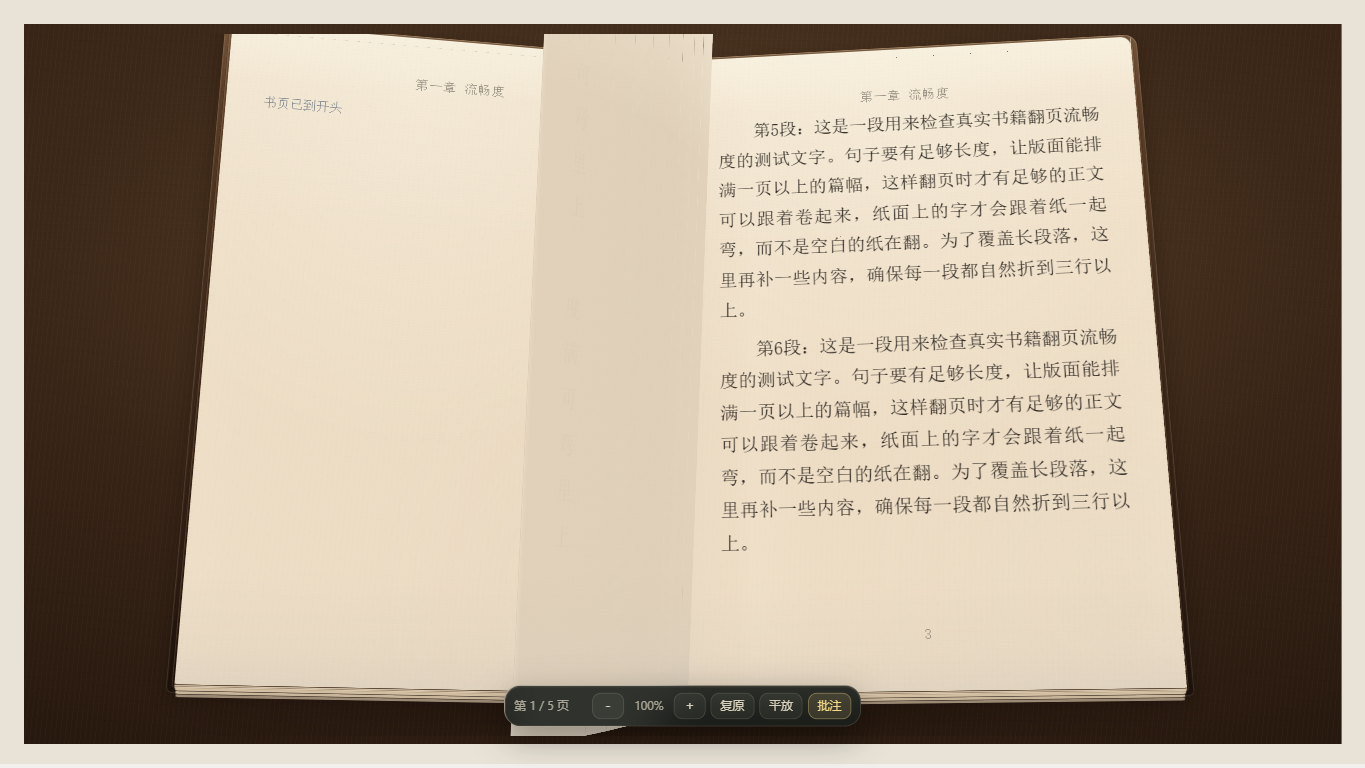 第一章 流畅度
书页已到开头
第一章 流畅度
第5段：这是一段用来检查真实书籍翻页流畅
度的测试文字。句子要有足够长度，让版面能排
满一页以上的篇幅，这样翻页时才有足够的正文
可以跟着卷起来，纸面上的字才会跟着纸一起
弯，而不是空白的纸在翻。为了覆盖长段落，这
里再补一些内容，确保每一段都自然折到三行以
上。
第6段：这是一段用来检查真实书籍翻页流畅
度的测试文字。句子要有足够长度，让版面能排
满一页以上的篇幅，这样翻页时才有足够的正文
可以跟着卷起来，纸面上的字才会跟着纸一起
弯，而不是空白的纸在翻。为了覆盖长段落，这
里再补一些内容，确保每一段都自然折到三行以
上。
3
第 1 / 5 页 - 100% + 复原 平放 批注